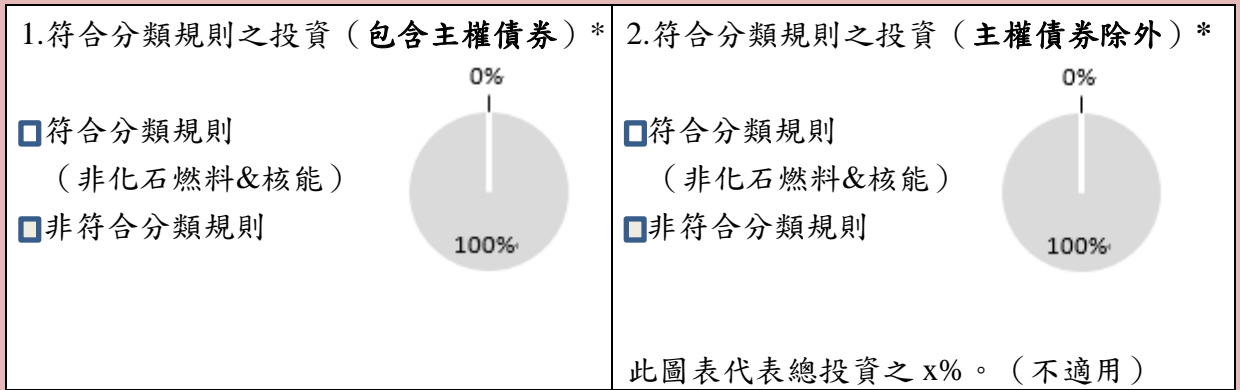 1.符合分類規則之投資（包含主權債券）*
0%
□符合分類規則
（非化石燃料&核能）
□非符合分類規則
100%
2.符合分類規則之投資（主權債券除外）*
0%
□符合分類規則
（非化石燃料&核能）
□非符合分類規則
100%
此圖表代表總投資之 x%。（不適用）